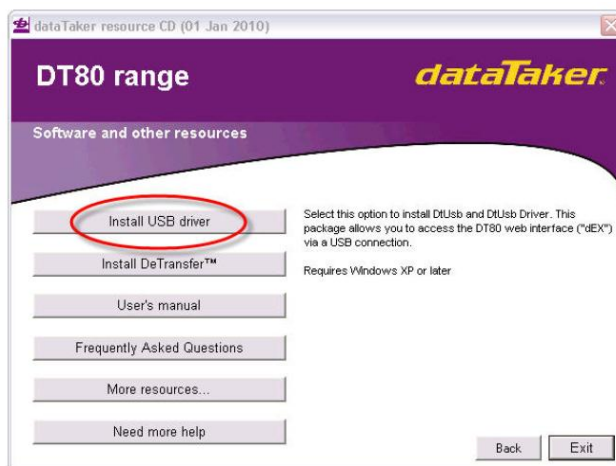 dataTaker resource CD (01 Jan 2010)
DT80 range
dataTaker
Software and other resources
Install USB driver
Install DeTransfer™
User's manual
Frequently Asked Questions
More resources...
Need more help
Select this option to install DtUsb and DtUsb Driver. This
package allows you to access the DT80 web interface ("dEX")
via a USB connection.
Requires Windows XP or later
Back
Exit